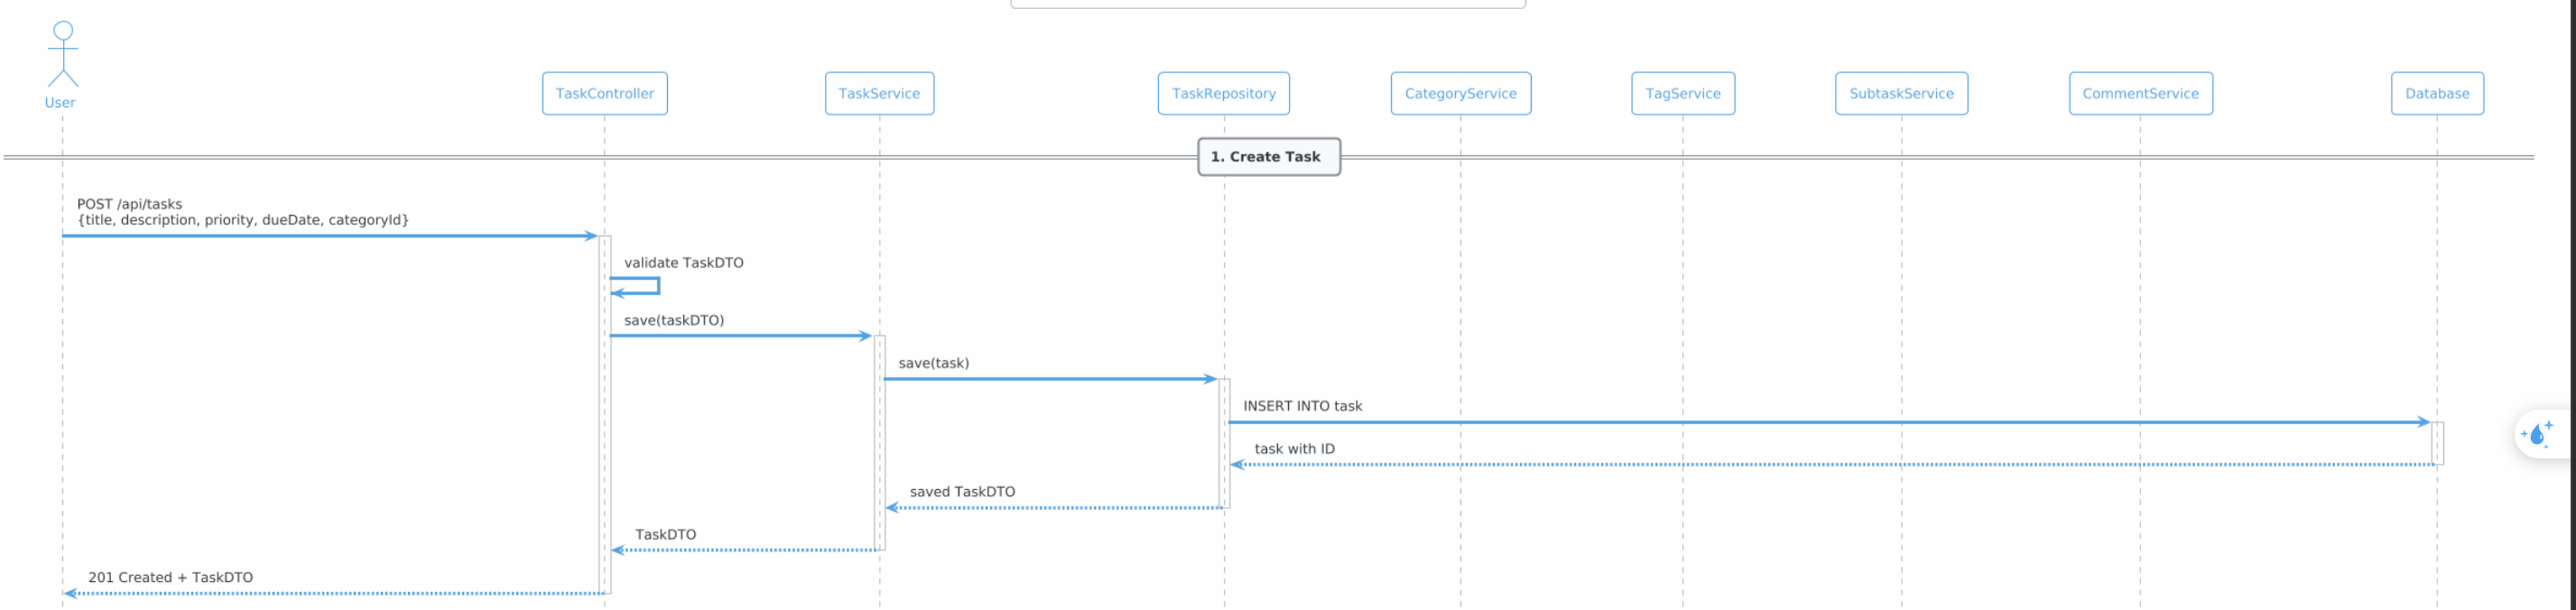 User
TaskController
TaskService
TaskRepository
CategoryService
TagService
SubtaskService
CommentService
Database
1. Create Task
POST /api/tasks
{title, description, priority, dueDate, categoryId}
validate TaskDTO
save(taskDTO)
save(task)
INSERT INTO task
task with ID
saved TaskDTO
TaskDTO
201 Created + TaskDTO